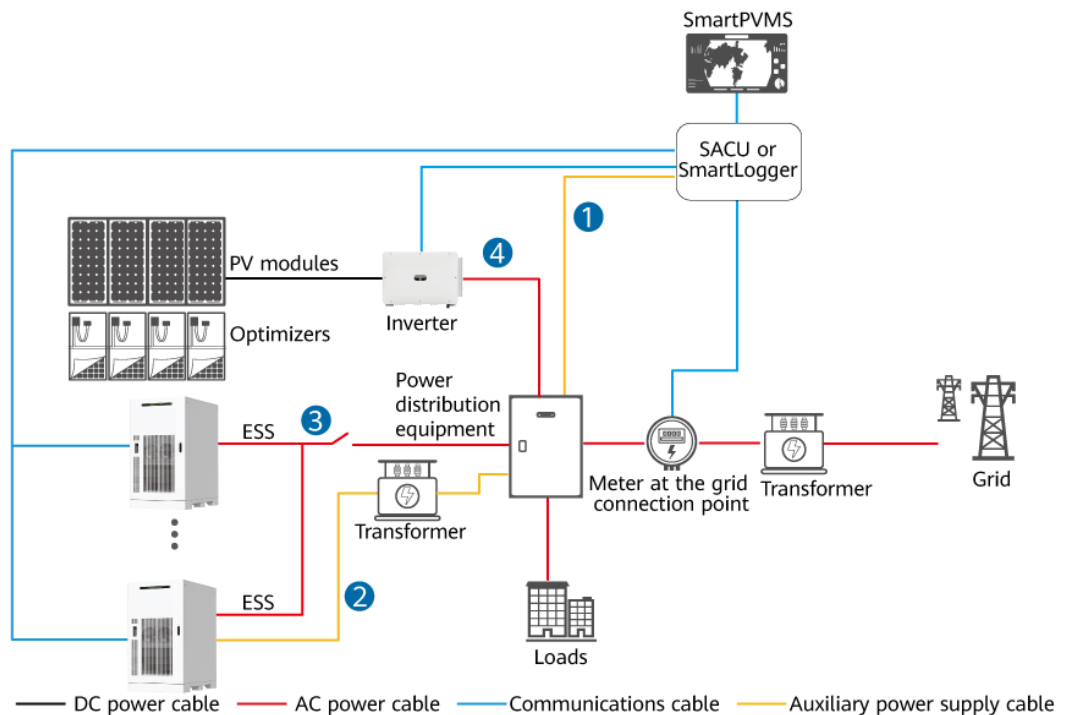 SmartPVMS
SACU or
SmartLogger
1
4
PV modules
Inverter
Optimizers
Power
distribution
equipment
ESS
3
Meter at the grid
connection point
Transformer
Grid
Transformer
2
ESS
Loads
DC power cable
AC power cable
Communications cable
Auxiliary power supply cable